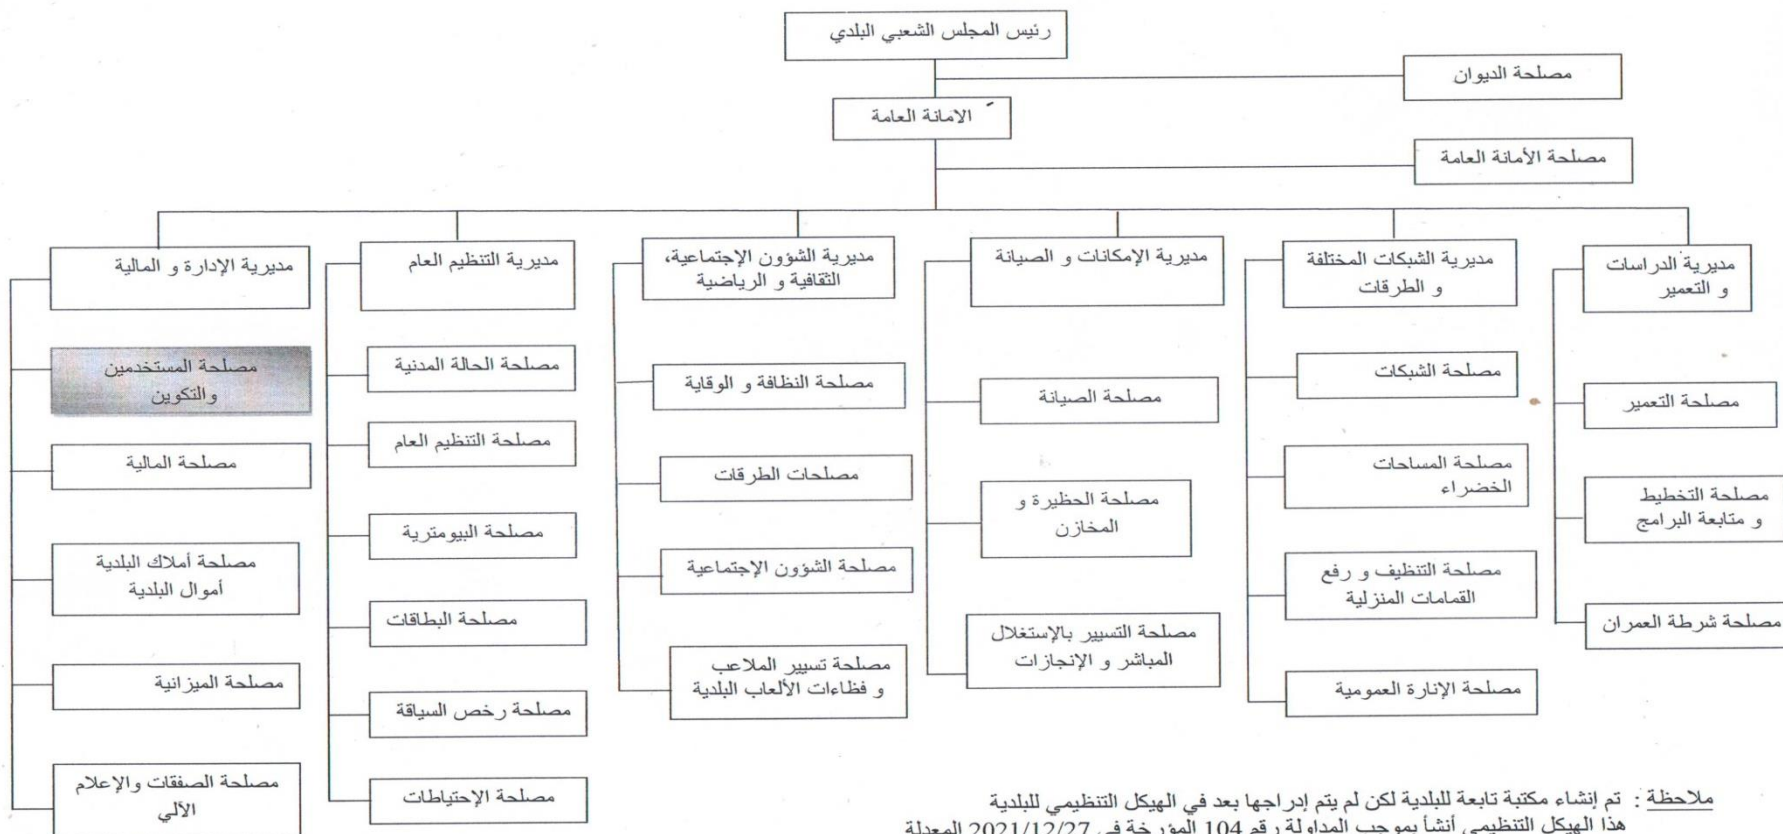 رئيس المجلس الشعبي البلدي
مصلحة الديوان
الامانة العامة
مصلحة الأمانة العامة
مديرية الدراسات
و التعمير
مصلحة التعمير
مصلحة التخطيط
و متابعة البرامج
مصلحة شرطة العمران
مديرية الشبكات المختلفة
و الطرقات
مصلحة الشبكات
مصلحة المساحات
الخضراء
مصلحة التنظيف و رفع
القمامات المنزلية
مصلحة الإنارة العمومية
مديرية الإمكانات و الصيانة
مصلحة الصيانة
مصلحة الحظيرة و
المخازن
مصلحة التسيير بالإستغلال
المباشر و الإنجازات
مديرية الشؤون الإجتماعية،
الثقافية و الرياضية
مصلحة النظافة و الوقاية
مصلحات الطرقات
مصلحة الشؤون الإجتماعية
مصلحة تسيير الملاعب
و فظاءات الألعاب البلدية
مديرية التنظيم العام
مصلحة الحالة المدنية
مصلحة التنظيم العام
مصلحة البيومترية
مصلحة البطاقات
مصلحة رخص السياقة
مصلحة الإحتياطات
مديرية الإدارة و المالية
مصلحة المستخدمين
والتكوين
مصلحة المالية
مصلحة أملاك البلدية
أموال البلدية
مصلحة الميزانية
مصلحة الصفقات والإعلام
الآلي
ملاحظة : تم إنشاء مكتبة تابعة للبلدية لكن لم يتم إدراجها بعد في الهيكل التنظيمي للبلدية
هذا الهيكل التنظيمي أنشأ بموجب المداولة رقم 104 المؤرخة في 2021/12/27 المعدلة